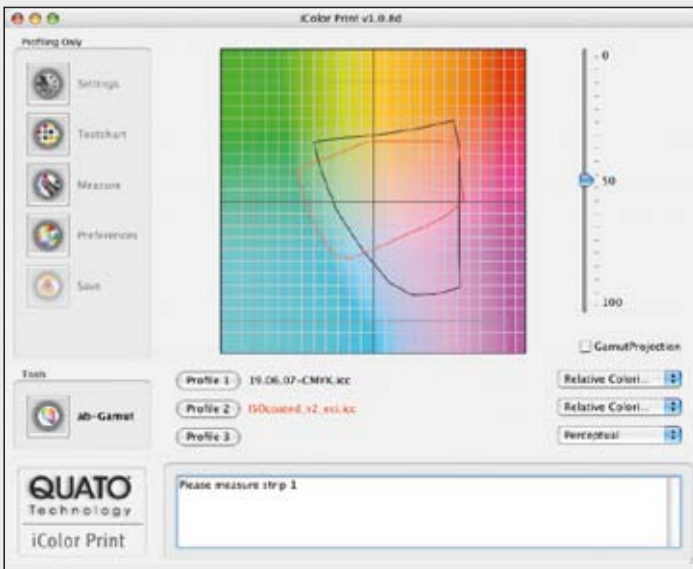 iColor Print v1.0.8d
Profiling Only
Settings
Testchart
Measure
Preferences
Save
0
50
100
GamutProjection
Tools
ab-Gamut
Profile 1 19.06.07-CMYK.icc Relative Colori...
Profile 2 ISOcoated_v2_eci.icc Relative Colori...
Profile 3 Perceptual
QUATO
Technology
iColor Print
Please measure strip 1